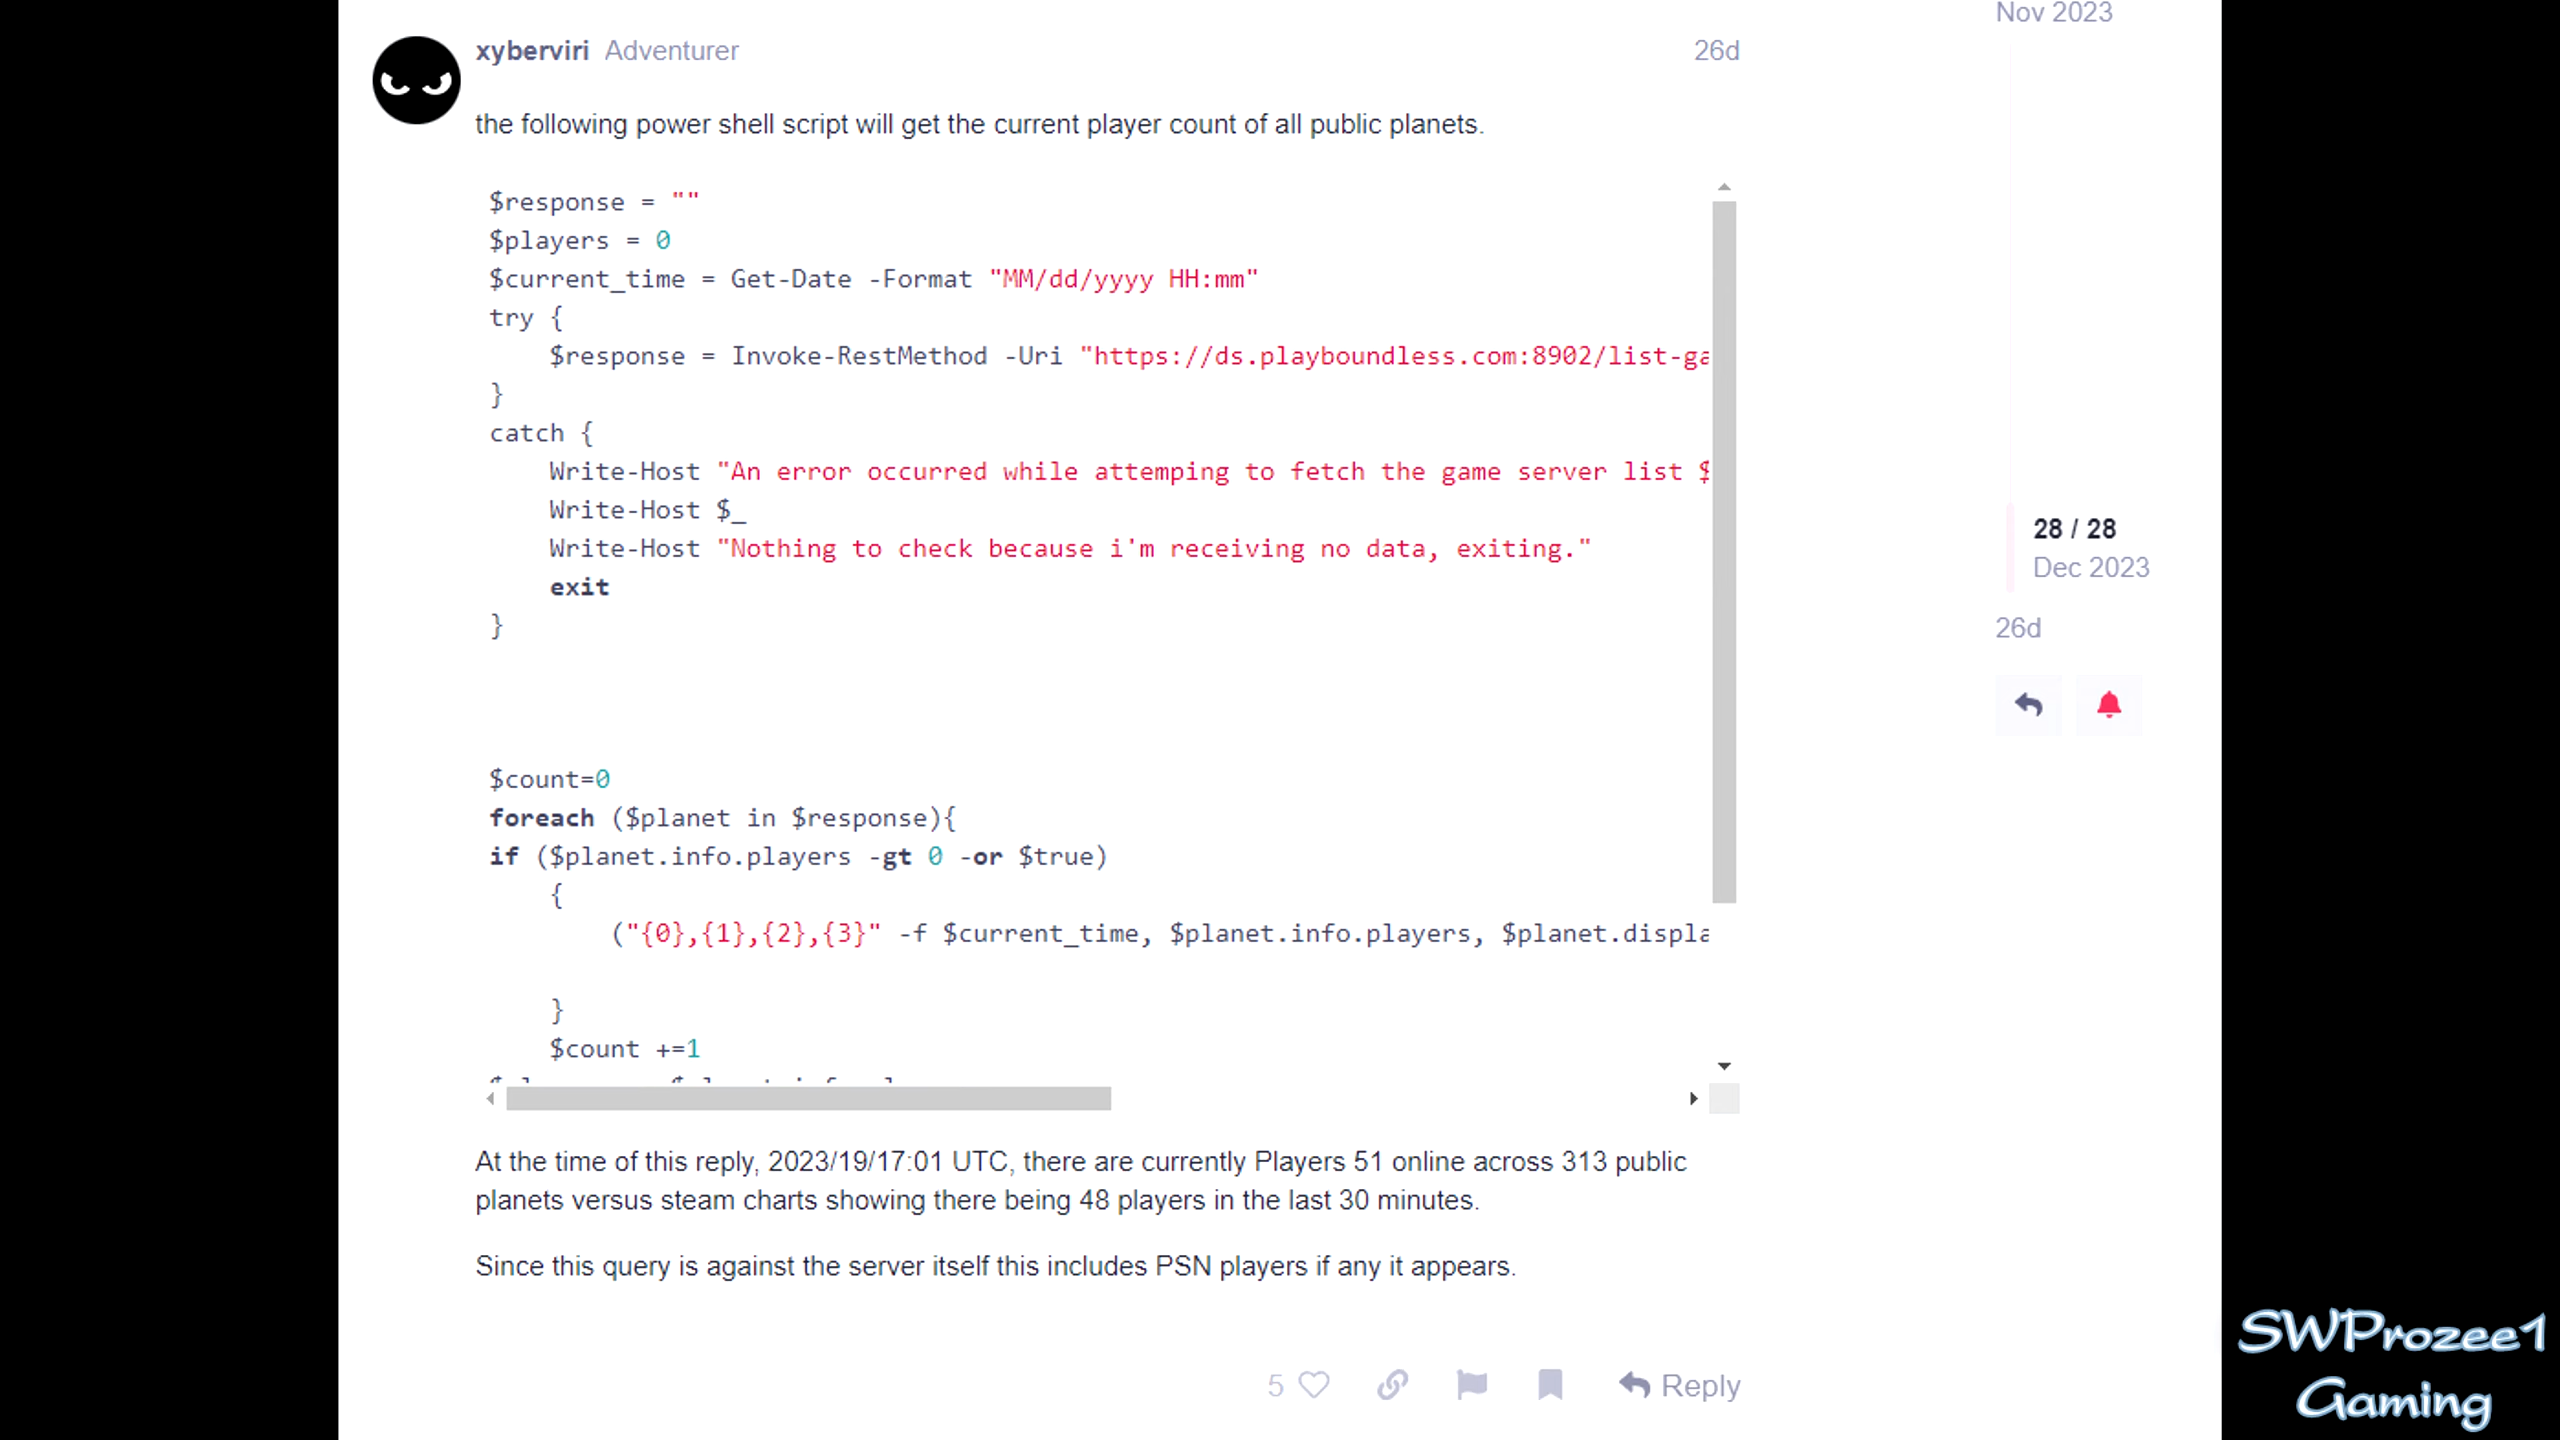 Nov 2023
xyberviri Adventurer 26d
the following power shell script will get the current player count of all public planets.
$response = ""
$players = 0
$current_time = Get-Date -Format "MM/dd/yyyy HH:mm"
try {
$response = Invoke-RestMethod -Uri "https://ds.playboundless.com:8902/list-ga
}
catch {
Write-Host "An error occurred while attemping to fetch the game server list $
Write-Host $_
Write-Host "Nothing to check because i'm receiving no data, exiting."
exit
}
28 / 28
Dec 2023
26d
$count=0
foreach ($planet in $response){
if ($planet.info.players -gt 0 -or $true)
{
("{0},{1},{2},{3}" -f $current_time, $planet.info.players, $planet.displa
}
$count +=1
At the time of this reply, 2023/19/17:01 UTC, there are currently Players 51 online across 313 public
planets versus steam charts showing there being 48 players in the last 30 minutes.
Since this query is against the server itself this includes PSN players if any it appears.
5 Reply
SWProzee1
Gaming